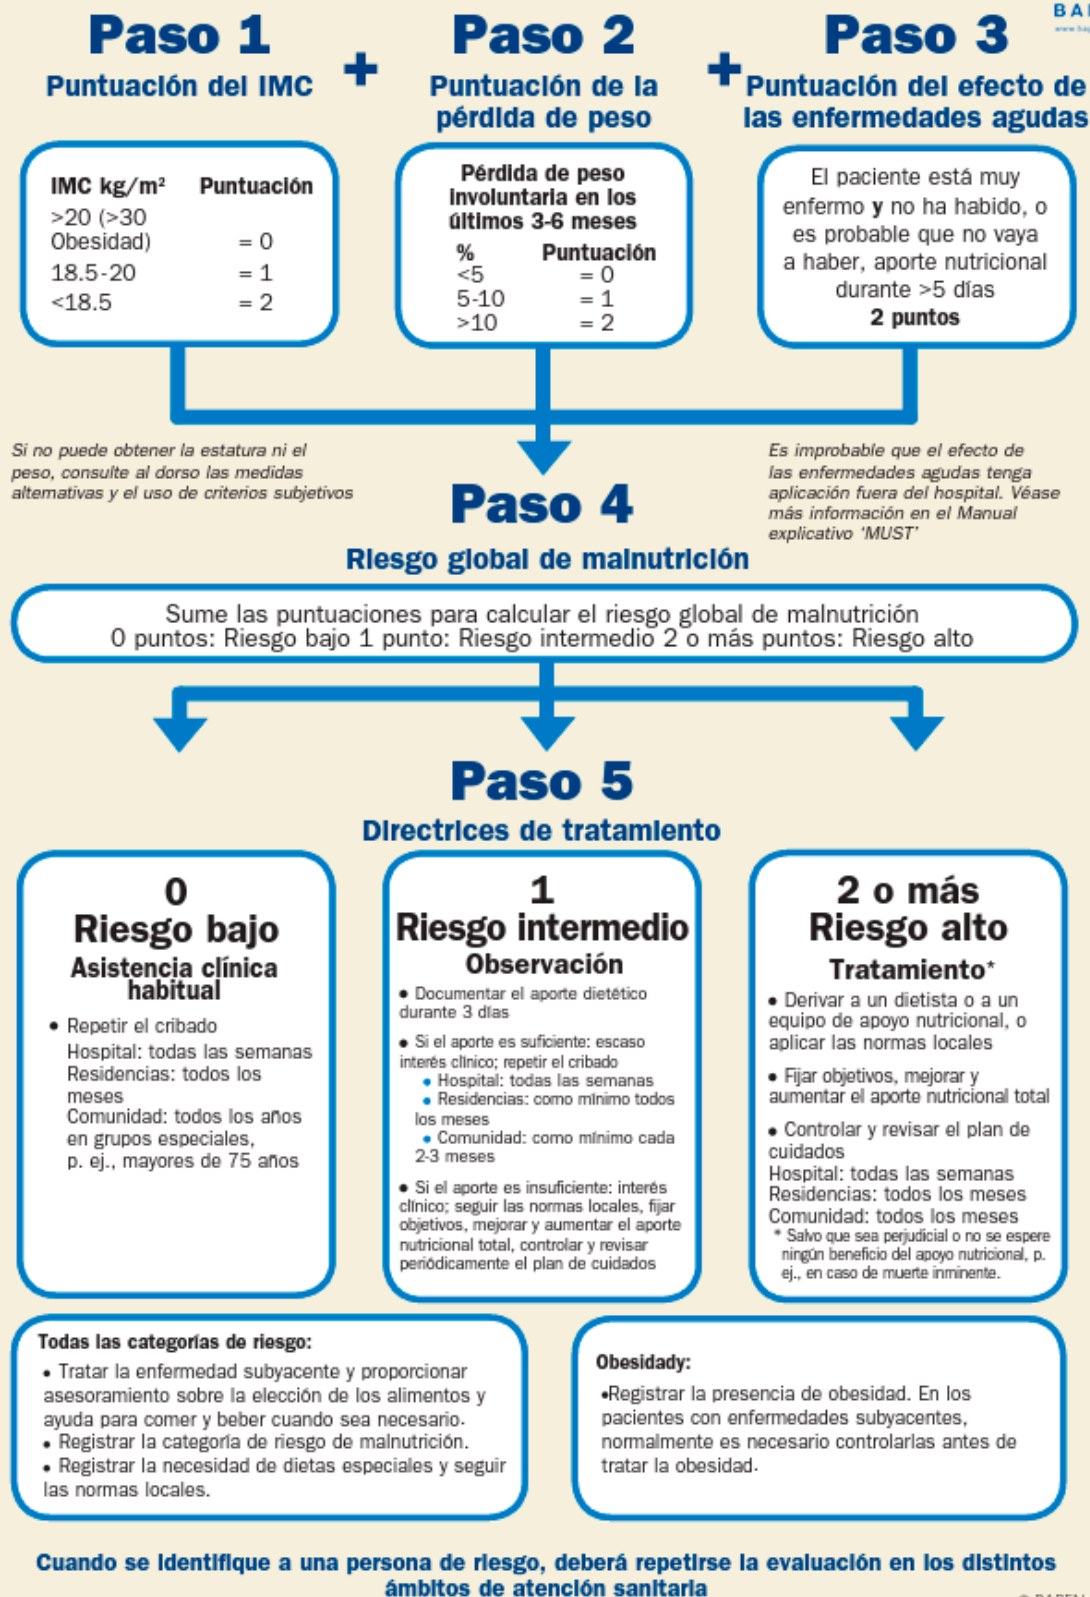 BA
Paso 1
Puntuación del IMC
+
Paso 2
Puntuación de la
pérdida de peso
+
Paso 3
Puntuación del efecto de
las enfermedades agudas
IMC kg/m² Puntuación
>20 (>30
Obesidad) = 0
18.5-20 = 1
<18.5 = 2
Pérdida de peso
involuntaria en los
últimos 3-6 meses
% Puntuación
<5 = 0
5-10 = 1
>10 = 2
El paciente está muy
enfermo y no ha habido, o
es probable que no vaya
a haber, aporte nutricional
durante >5 días
2 puntos
Si no puede obtener la estatura ni el
peso, consulte al dorso las medidas
alternativas y el uso de criterios subjetivos
Es improbable que el efecto de
las enfermedades agudas tenga
aplicación fuera del hospital. Véase
más información en el Manual
explicativo ‘MUST’
Paso 4
Riesgo global de malnutrición
Sume las puntuaciones para calcular el riesgo global de malnutrición
0 puntos: Riesgo bajo 1 punto: Riesgo intermedio 2 o más puntos: Riesgo alto
Paso 5
Directrices de tratamiento
0
Riesgo bajo
Asistencia clínica
habitual
• Repetir el cribado
Hospital: todas las semanas
Residencias: todos los
meses
Comunidad: todos los años
en grupos especiales,
p. ej., mayores de 75 años
1
Riesgo intermedio
Observación
• Documentar el aporte dietético
durante 3 días
• Si el aporte es suficiente: escaso
interés clínico; repetir el cribado
• Hospital: todas las semanas
• Residencias: como mínimo todos
los meses
• Comunidad: como mínimo cada
2-3 meses
• Si el aporte es insuficiente: interés
clínico; seguir las normas locales, fijar
objetivos, mejorar y aumentar el aporte
nutricional total, controlar y revisar
periódicamente el plan de cuidados
2 o más
Riesgo alto
Tratamiento*
• Derivar a un dietista o a un
equipo de apoyo nutricional, o
aplicar las normas locales
• Fijar objetivos, mejorar y
aumentar el aporte nutricional total
• Controlar y revisar el plan de
cuidados
Hospital: todas las semanas
Residencias: todos los meses
Comunidad: todos los meses
* Salvo que sea perjudicial o no se espere
ningún beneficio del apoyo nutricional, p.
ej., en caso de muerte inminente.
Todas las categorías de riesgo:
• Tratar la enfermedad subyacente y proporcionar
asesoramiento sobre la elección de los alimentos y
ayuda para comer y beber cuando sea necesario.
• Registrar la categoría de riesgo de malnutrición.
• Registrar la necesidad de dietas especiales y seguir
las normas locales.
Obesidady:
•Registrar la presencia de obesidad. En los
pacientes con enfermedades subyacentes,
normalmente es necesario controlarlas antes de
tratar la obesidad.
Cuando se identifique a una persona de riesgo, deberá repetirse la evaluación en los distintos
ámbitos de atención sanitaria